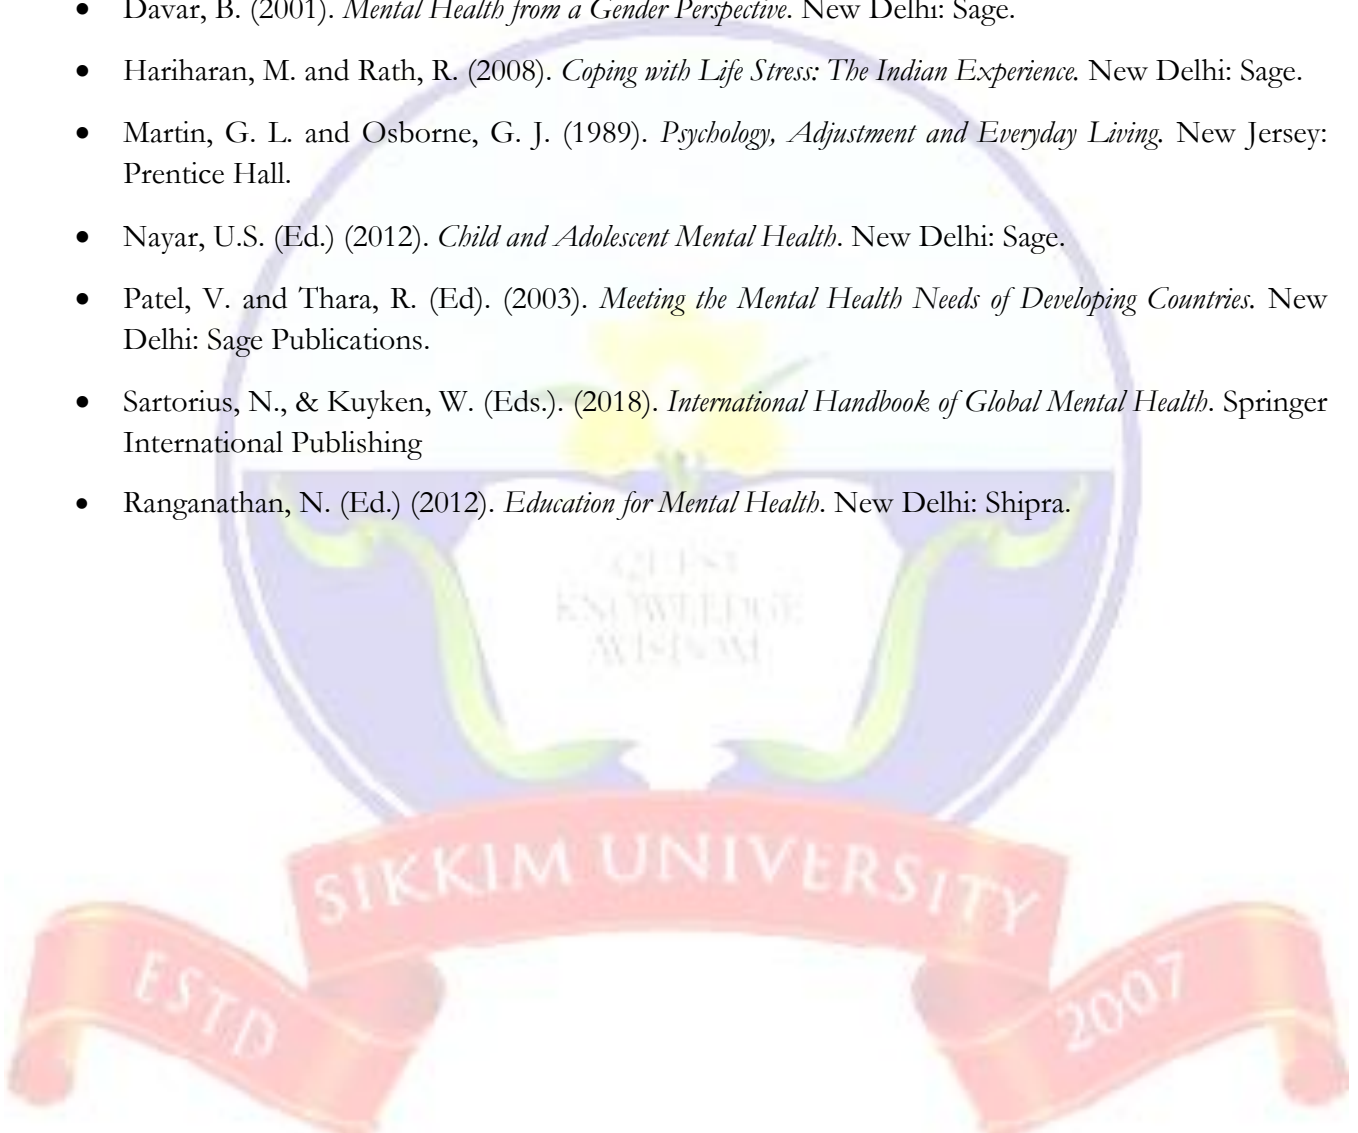 • Davar, B. (2001). Mental Health from a Gender Perspective. New Delhi: Sage.
• Hariharan, M. and Rath, R. (2008). Coping with Life Stress: The Indian Experience. New Delhi: Sage.
• Martin, G. L. and Osborne, G. J. (1989). Psychology, Adjustment and Everyday Living. New Jersey:
Prentice Hall.
• Nayar, U.S. (Ed.) (2012). Child and Adolescent Mental Health. New Delhi: Sage.
• Patel, V. and Thara, R. (Ed). (2003). Meeting the Mental Health Needs of Developing Countries. New
Delhi: Sage Publications.
• Sartorius, N., & Kuyken, W. (Eds.). (2018). International Handbook of Global Mental Health. Springer
International Publishing
• Ranganathan, N. (Ed.) (2012). Education for Mental Health. New Delhi: Shipra.
QUEST
KNOWLEDGE
WISDOM
SIKKIM UNIVERSITY
ESTD
2007